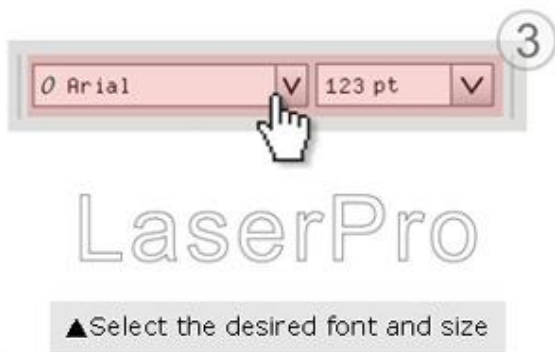 3
O Arial 123 pt
LaserPro
▲Select the desired font and size